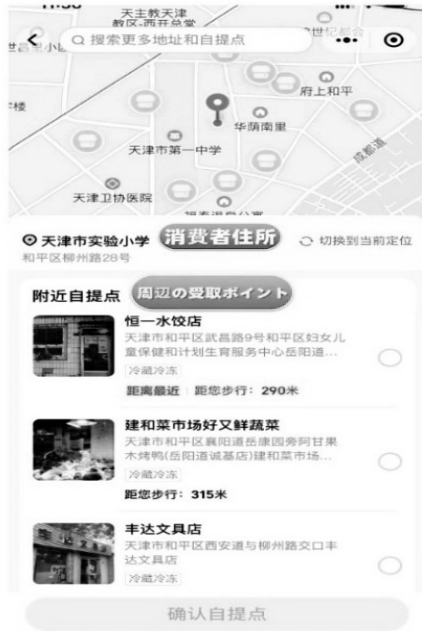 天主教天津
教区-西开总堂
搜索更多地址和自提点
府上和平
华荫南里
天津市第一中学
成都道
天津卫协医院
天津市实验小学
消費者住所
切换到当前定位
和平区柳州路28号
附近自提点
周辺の受取ポイント
恒一水饺店
天津市和平区武昌路9号和平区妇女儿
童保健和计划生育服务中心岳阳道...
冷藏冷冻
距离最近 距您步行：290米
建和菜市场好又鲜蔬菜
天津市和平区襄阳道岳康园旁阿甘果
木烤鸭(岳阳道诚基店)建和菜市场...
冷藏冷冻
距您步行：315米
丰达文具店
天津市和平区西安道与柳州路交口丰
达文具店
冷藏冷冻
确认自提点